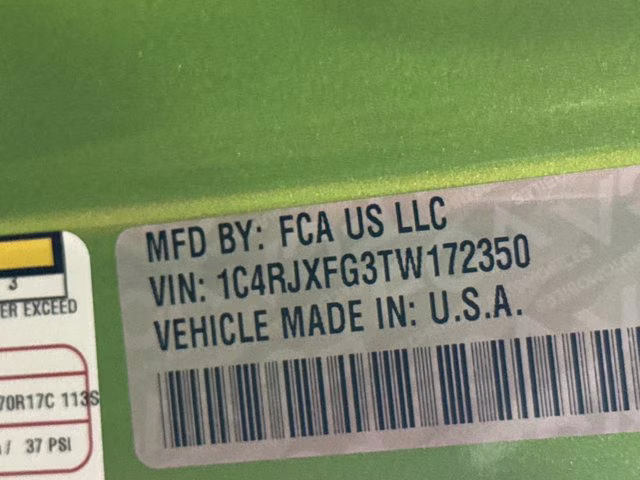 MFD BY: FCA US LLC
VIN: 1C4RJXFG3TW172350
VEHICLE MADE IN: U.S.A.
3
ER EXCEED
70R17C 113S
/ 37 PSI